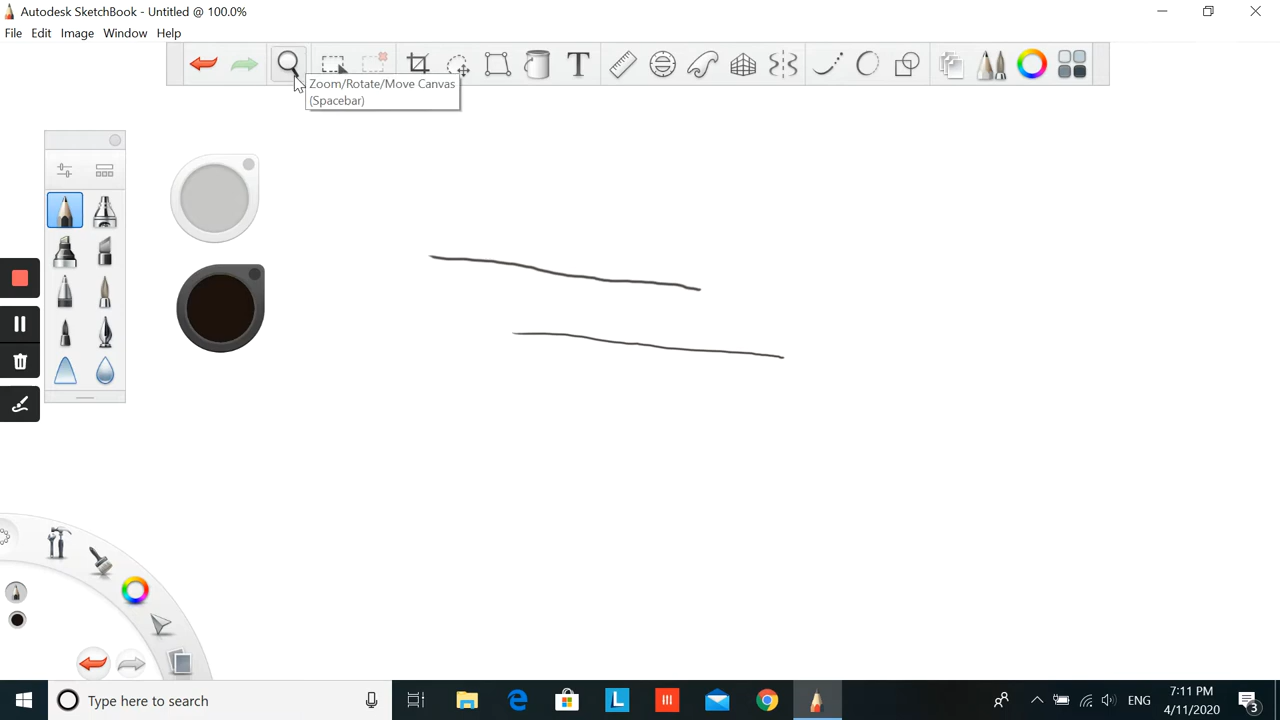 Autodesk SketchBook - Untitled @ 100.0%
File Edit Image Window Help
T
Zoom/Rotate/Move Canvas
(Spacebar)
Type here to search
L
ENG
7:11 PM
4/11/2020
3